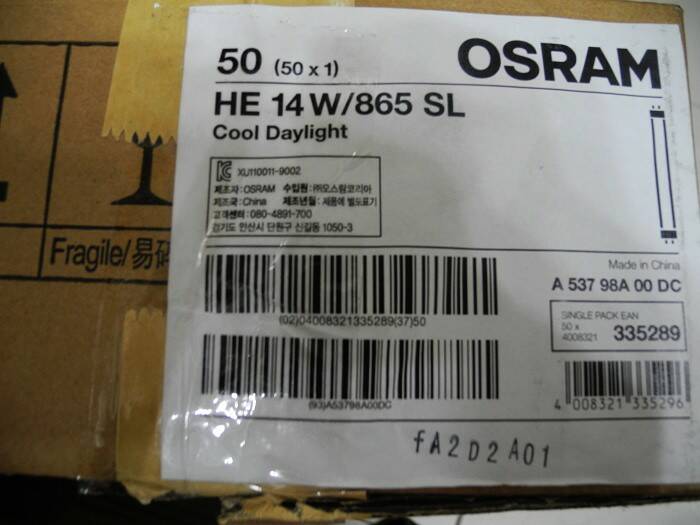 50 (50 x 1)
OSRAM
HE 14 W/865 SL
Cool Daylight
XU110011-9002
제조자: OSRAM 수입원: ㈜오스람코리아
제조국: China 제조년월: 제품에 별도표기
고객센터: 080-4891-700
경기도 안산시 단원구 신길동 1050-3
Fragile/易碎
Made in China
A 537 98A 00 DC
(02)04008321335289(37)50
SINGLE PACK EAN
50 x
4008321 335289
(93)A53798A00DC
4 008321 335296
fA2D2A01